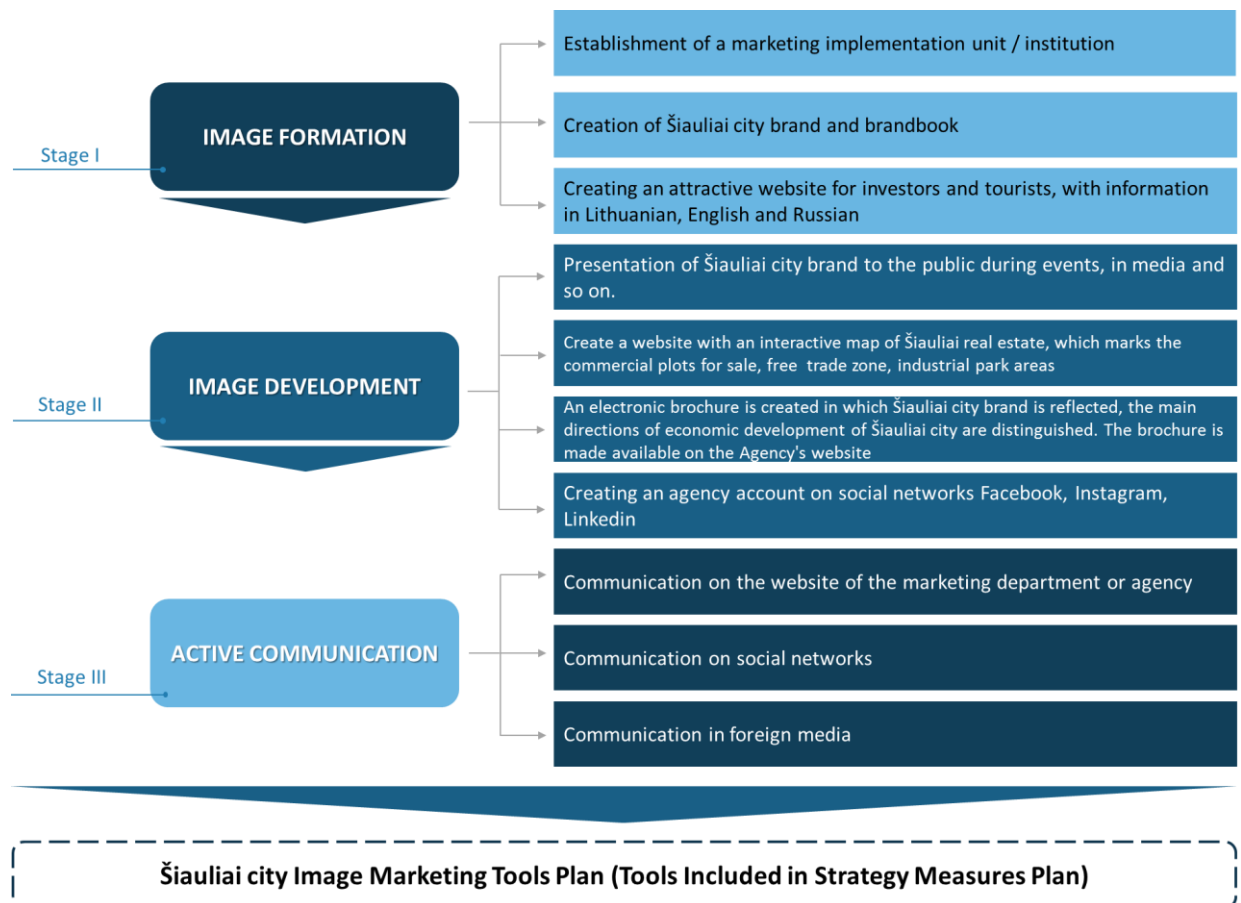 Stage I
IMAGE FORMATION
Establishment of a marketing implementation unit / institution
Creation of Šiauliai city brand and brandbook
Creating an attractive website for investors and tourists, with information
in Lithuanian, English and Russian
Stage II
IMAGE DEVELOPMENT
Presentation of Šiauliai city brand to the public during events, in media and
so on.
Create a website with an interactive map of Šiauliai real estate, which marks the
commercial plots for sale, free trade zone, industrial park areas
An electronic brochure is created in which Šiauliai city brand is reflected, the main
directions of economic development of Šiauliai city are distinguished. The brochure is
made available on the Agency's website
Creating an agency account on social networks Facebook, Instagram,
Linkedin
Stage III
ACTIVE COMMUNICATION
Communication on the website of the marketing department or agency
Communication on social networks
Communication in foreign media
Šiauliai city Image Marketing Tools Plan (Tools Included in Strategy Measures Plan)